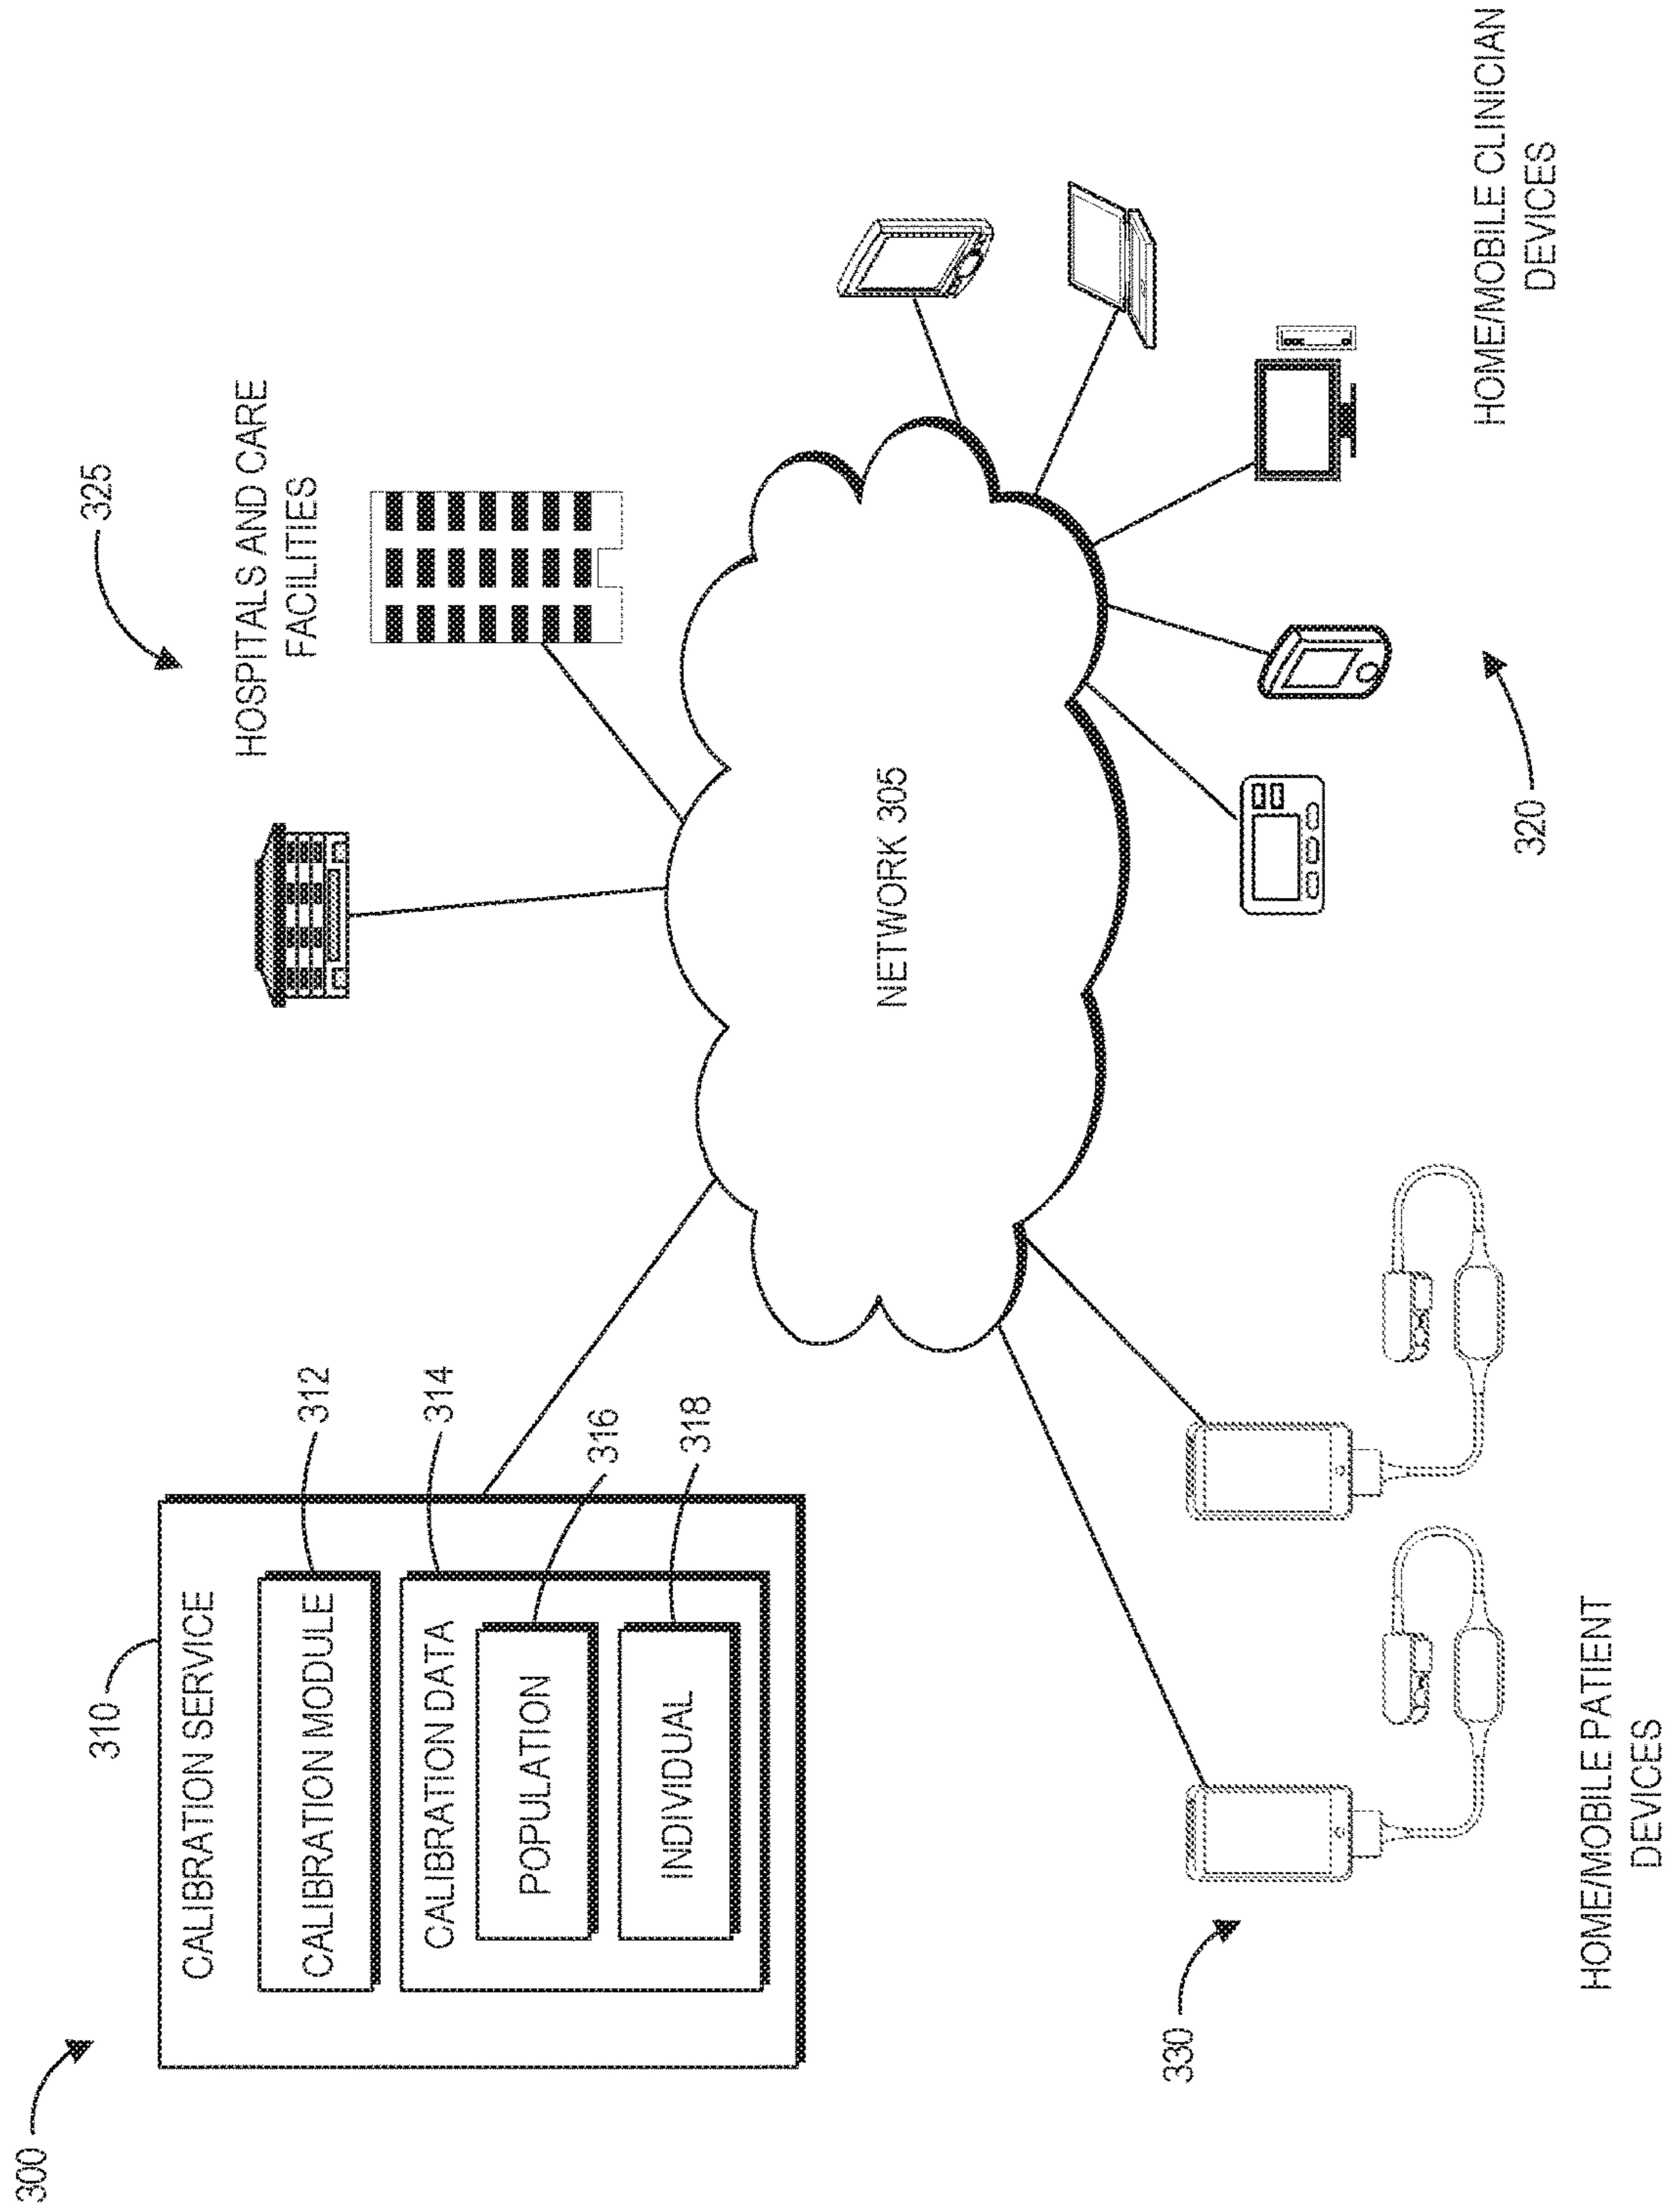 300
310
CALIBRATION SERVICE
CALIBRATION MODULE
312
CALIBRATION DATA
314
POPULATION
316
INDIVIDUAL
318
325
HOSPITALS AND CARE
FACILITIES
NETWORK 305
330
HOME/MOBILE PATIENT
DEVICES
320
HOME/MOBILE CLINICIAN
DEVICES